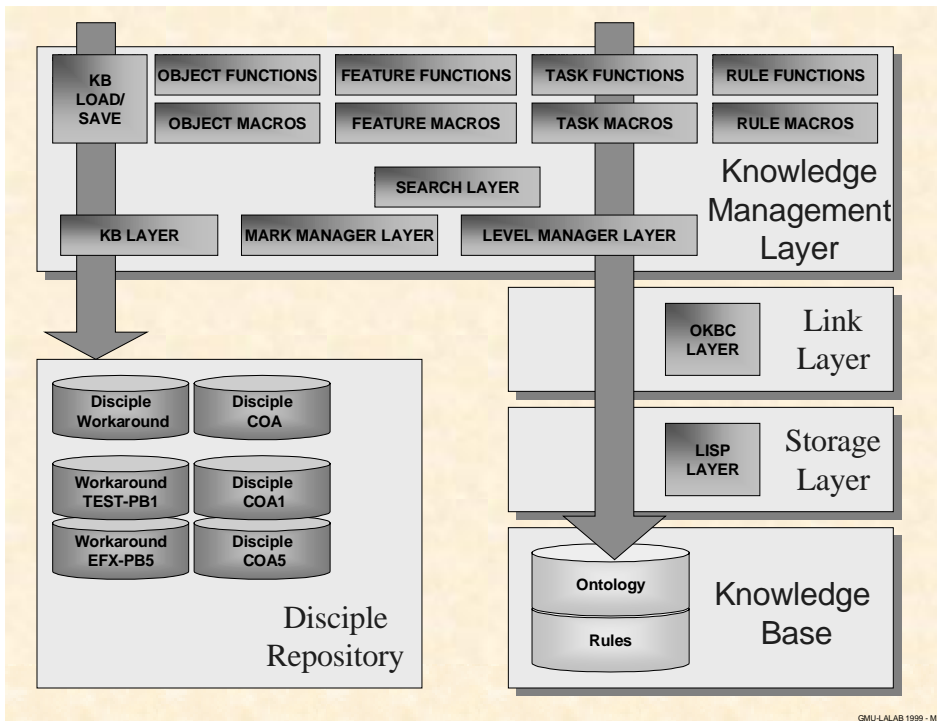 KB
LOAD/
SAVE
OBJECT FUNCTIONS
FEATURE FUNCTIONS
TASK FUNCTIONS
RULE FUNCTIONS
OBJECT MACROS
FEATURE MACROS
TASK MACROS
RULE MACROS
SEARCH LAYER
KB LAYER
MARK MANAGER LAYER
LEVEL MANAGER LAYER
Knowledge
Management
Layer
OKBC
LAYER
Link
Layer
LISP
LAYER
Storage
Layer
Disciple
Workaround
Disciple
COA
Workaround
TEST-PB1
Disciple
COA1
Workaround
EFX-PB5
Disciple
COA5
Disciple
Repository
Ontology
Rules
Knowledge
Base
GMU-LALAB 1999 - M